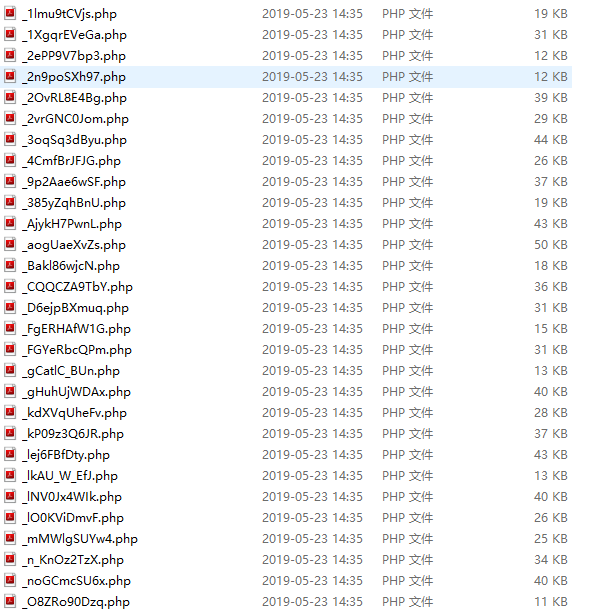 _1lmu9tCVjs.php 2019-05-23 14:35 PHP 文件 19 KB
_1XgqrEVeGa.php 2019-05-23 14:35 PHP 文件 31 KB
_2ePP9V7bp3.php 2019-05-23 14:35 PHP 文件 12 KB
_2n9poSXh97.php 2019-05-23 14:35 PHP 文件 12 KB
_2OvRL8E4Bg.php 2019-05-23 14:35 PHP 文件 39 KB
_2vrGNC0Jom.php 2019-05-23 14:35 PHP 文件 29 KB
_3oqSq3dByu.php 2019-05-23 14:35 PHP 文件 44 KB
_4CmfBrJFJG.php 2019-05-23 14:35 PHP 文件 26 KB
_9p2Aae6wSF.php 2019-05-23 14:35 PHP 文件 37 KB
_385yZqhBnU.php 2019-05-23 14:35 PHP 文件 19 KB
_AjykH7PwnL.php 2019-05-23 14:35 PHP 文件 43 KB
_aogUaeXvZs.php 2019-05-23 14:35 PHP 文件 50 KB
_Bakl86wjcN.php 2019-05-23 14:35 PHP 文件 18 KB
_CQQCZA9TbY.php 2019-05-23 14:35 PHP 文件 36 KB
_D6ejpBXmuq.php 2019-05-23 14:35 PHP 文件 31 KB
_FgERHAfW1G.php 2019-05-23 14:35 PHP 文件 15 KB
_FGYeRbcQPm.php 2019-05-23 14:35 PHP 文件 31 KB
_gCatlC_BUn.php 2019-05-23 14:35 PHP 文件 13 KB
_gHuhUjWDAx.php 2019-05-23 14:35 PHP 文件 40 KB
_kdXVqUheFv.php 2019-05-23 14:35 PHP 文件 28 KB
_kP09z3Q6JR.php 2019-05-23 14:35 PHP 文件 37 KB
_lej6FBfDty.php 2019-05-23 14:35 PHP 文件 43 KB
_lkAU_W_EfJ.php 2019-05-23 14:35 PHP 文件 13 KB
_lNV0Jx4WIk.php 2019-05-23 14:35 PHP 文件 40 KB
_lO0KViDmvF.php 2019-05-23 14:35 PHP 文件 26 KB
_mMWlgSUYw4.php 2019-05-23 14:35 PHP 文件 25 KB
_n_KnOz2TzX.php 2019-05-23 14:35 PHP 文件 34 KB
_noGCmcSU6x.php 2019-05-23 14:35 PHP 文件 40 KB
_O8ZRo90Dzq.php 2019-05-23 14:35 PHP 文件 11 KB